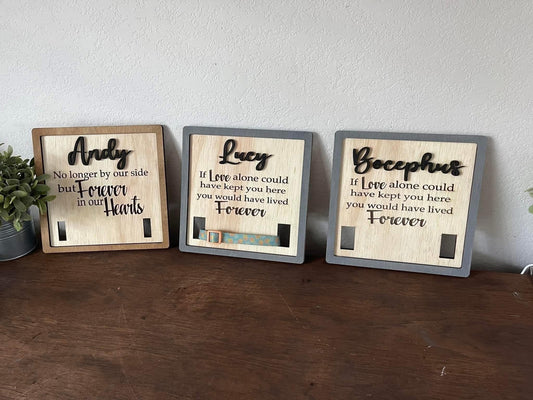 Andy
No longer by our side
but Forever
in our Hearts
Lucy
If Love alone could
have kept you here
you would have lived
Forever
Bocephus
If Love alone could
have kept you here
you would have lived
Forever